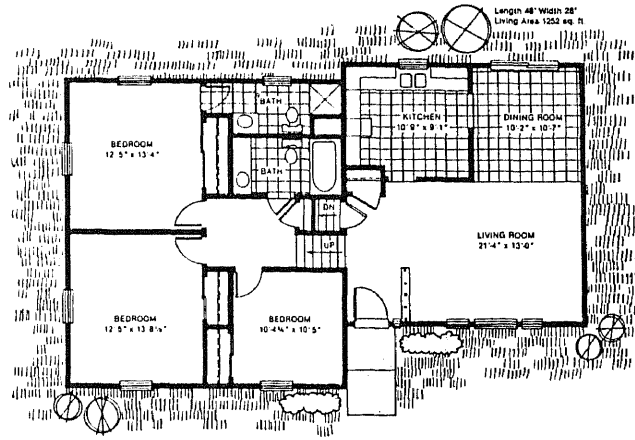 Length 48' Width 28'
Living Area 1252 sq. ft
BATH
KITCHEN
10'9" x 9'1"
DINING ROOM
10'2" x 10'-7"
BEDROOM
12'5" x 13'4"
BATH
DN
UP
LIVING ROOM
21'-4" x 13'-0"
BEDROOM
12'5" x 13'8½"
BEDROOM
10'-4¼" x 10'5"